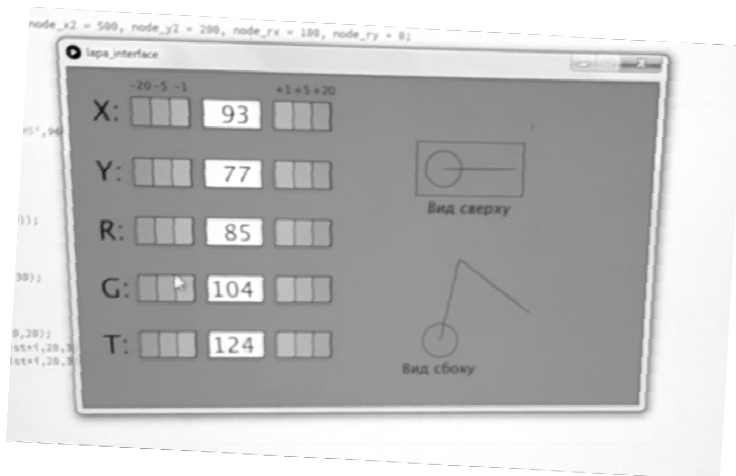 node_x2 = 500, node_y2 = 200, node_rx = 100, node_ry = 0;
lapa_interface
-20 -5 -1
+1 +5 +20
X: 93
Y: 77
R: 85
G: 104
T: 124
Вид сверху
Вид сбоку